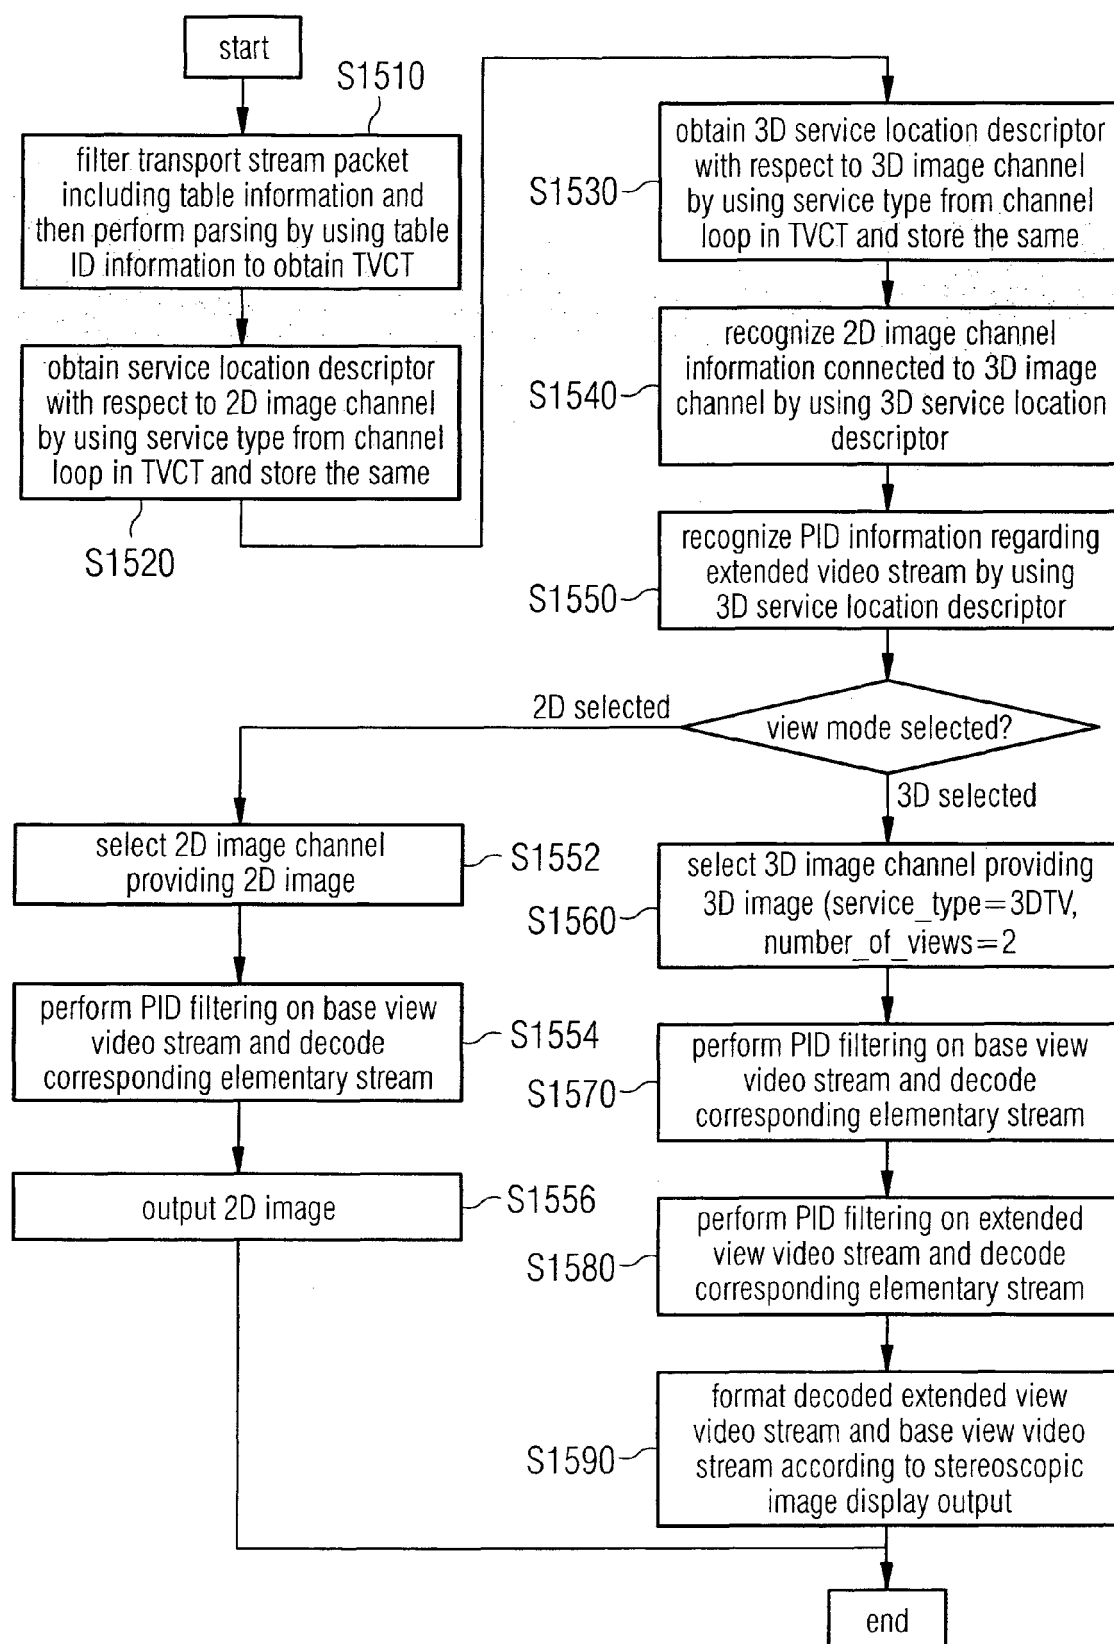 start
S1510
filter transport stream packet
including table information and
then perform parsing by using table
ID information to obtain TVCT
obtain service location descriptor
with respect to 2D image channel
by using service type from channel
loop in TVCT and store the same
S1520
obtain 3D service location descriptor
with respect to 3D image channel
by using service type from channel
loop in TVCT and store the same
S1530
recognize 2D image channel
information connected to 3D image
channel by using 3D service location
descriptor
S1540
recognize PID information regarding
extended video stream by using
3D service location descriptor
S1550
view mode selected?
2D selected
3D selected
select 2D image channel
providing 2D image
S1552
perform PID filtering on base view
video stream and decode
corresponding elementary stream
S1554
output 2D image
S1556
select 3D image channel providing
3D image (service_type=3DTV,
number_of_views=2
S1560
perform PID filtering on base view
video stream and decode
corresponding elementary stream
S1570
perform PID filtering on extended
view video stream and decode
corresponding elementary stream
S1580
format decoded extended view
video stream and base view video
stream according to stereoscopic
image display output
S1590
end